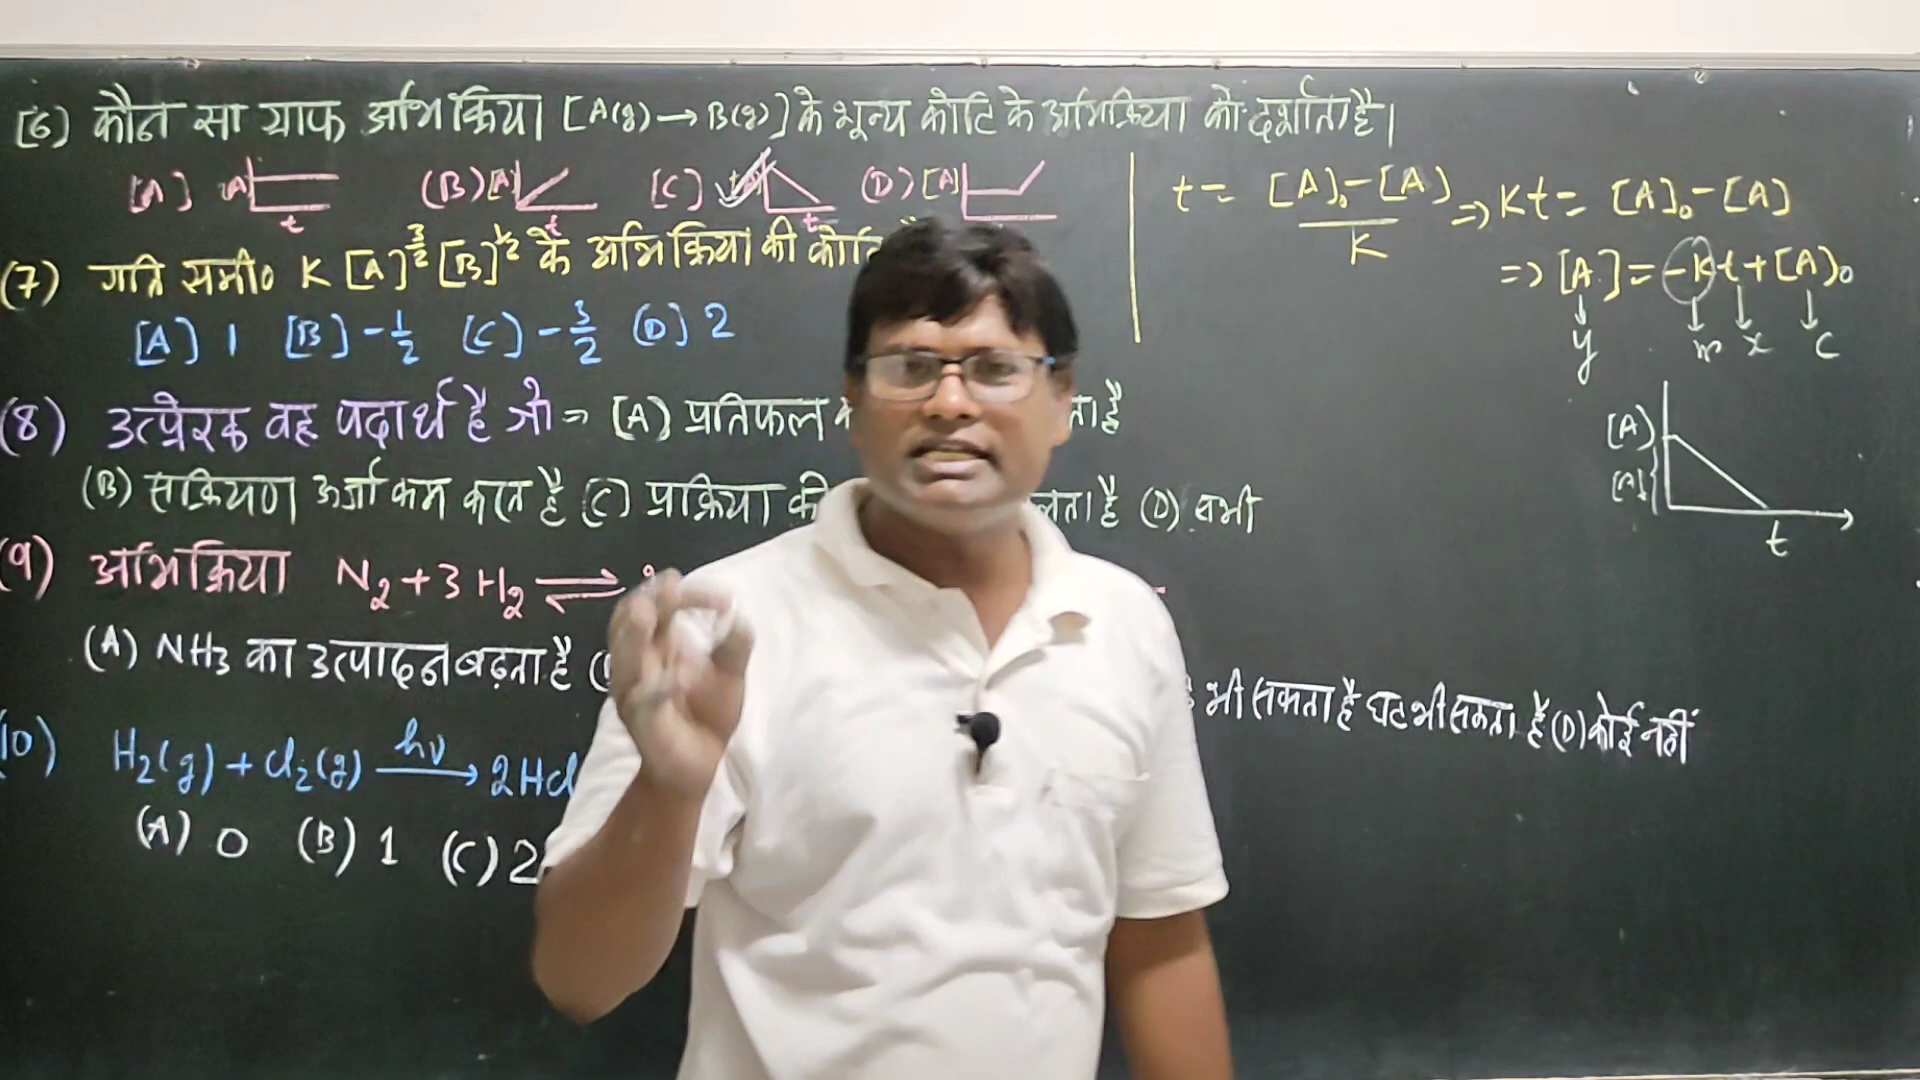 [6] कौन सा ग्राफ अभिक्रिया [A(g) → B(g)] के शून्य कोटि के अभिक्रिया को दर्शाता है।
[A] [A] t (B) [A] t [C] t (D) [A]
(7) गति समी० K [A]^3/2 [B]^1/2 के अभिक्रिया की
[A] 1 [B] -1/2 [C] -3/2 (D) 2
(8) उत्प्रेरक वह पदार्थ है जो ⇒ [A] प्रतिफल
(B) सक्रियण ऊर्जा कम करता है [C] प्रक्रिया की (D) सभी
(9) अभिक्रिया N₂ + 3H₂ ⇌
(A) NH₃ का उत्पादन बढ़ता है
भी सकता है घट भी सकता है (D) कोई नहीं
(10) H₂(g) + Cl₂(g) —hν→ 2HCl
(A) 0 (B) 1 (C) 2
t = [A]₀ - [A] / K ⇒ Kt = [A]₀ - [A]
⇒ [A] = -Kt + [A]₀
y m x c
[A]
[A]
t